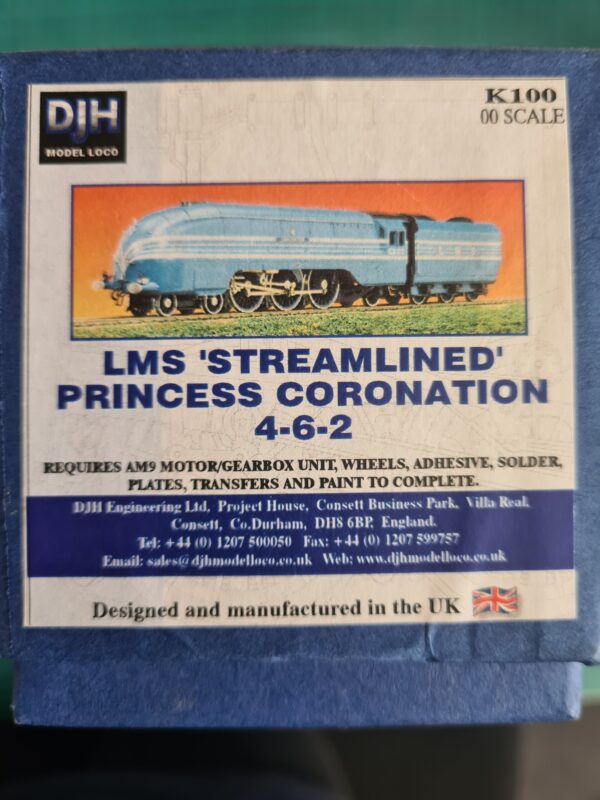 DJH
MODEL LOCO
K100
00 SCALE
LMS 'STREAMLINED'
PRINCESS CORONATION
4-6-2
REQUIRES AM9 MOTOR/GEARBOX UNIT, WHEELS, ADHESIVE, SOLDER,
PLATES, TRANSFERS AND PAINT TO COMPLETE.
DJH Engineering Ltd, Project House, Consett Business Park, Villa Real,
Consett, Co.Durham, DH8 6BP, England.
Tel: +44 (0) 1207 500050 Fax: +44 (0) 1207 599757
Email: sales@djhmodelloco.co.uk Web: www.djhmodelloco.co.uk
Designed and manufactured in the UK